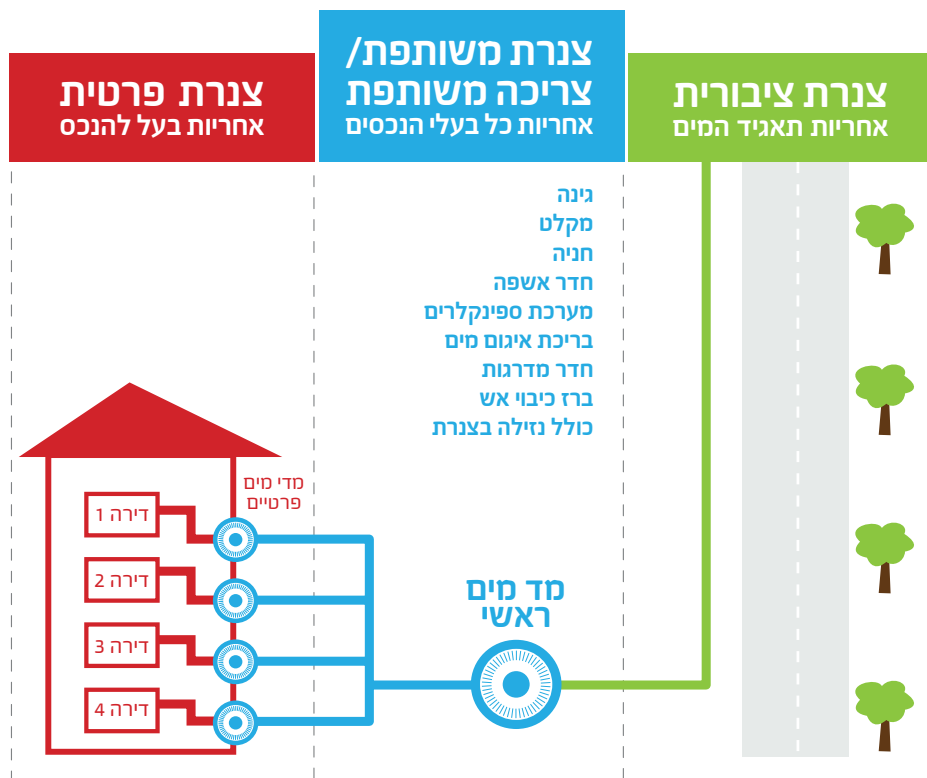 צנרת ציבורית
אחריות תאגיד המים
צנרת משותפת/
צריכה משותפת
אחריות כל בעלי הנכסים
צנרת פרטית
אחריות בעל להנכס
גינה
מקלט
חניה
חדר אשפה
מערכת ספינקלרים
בריכת איגום מים
חדר מדרגות
ברז כיבוי אש
כולל נזילה בצנרת
מד מים
ראשי
מדי מים
פרטיים
דירה 1
דירה 2
דירה 3
דירה 4